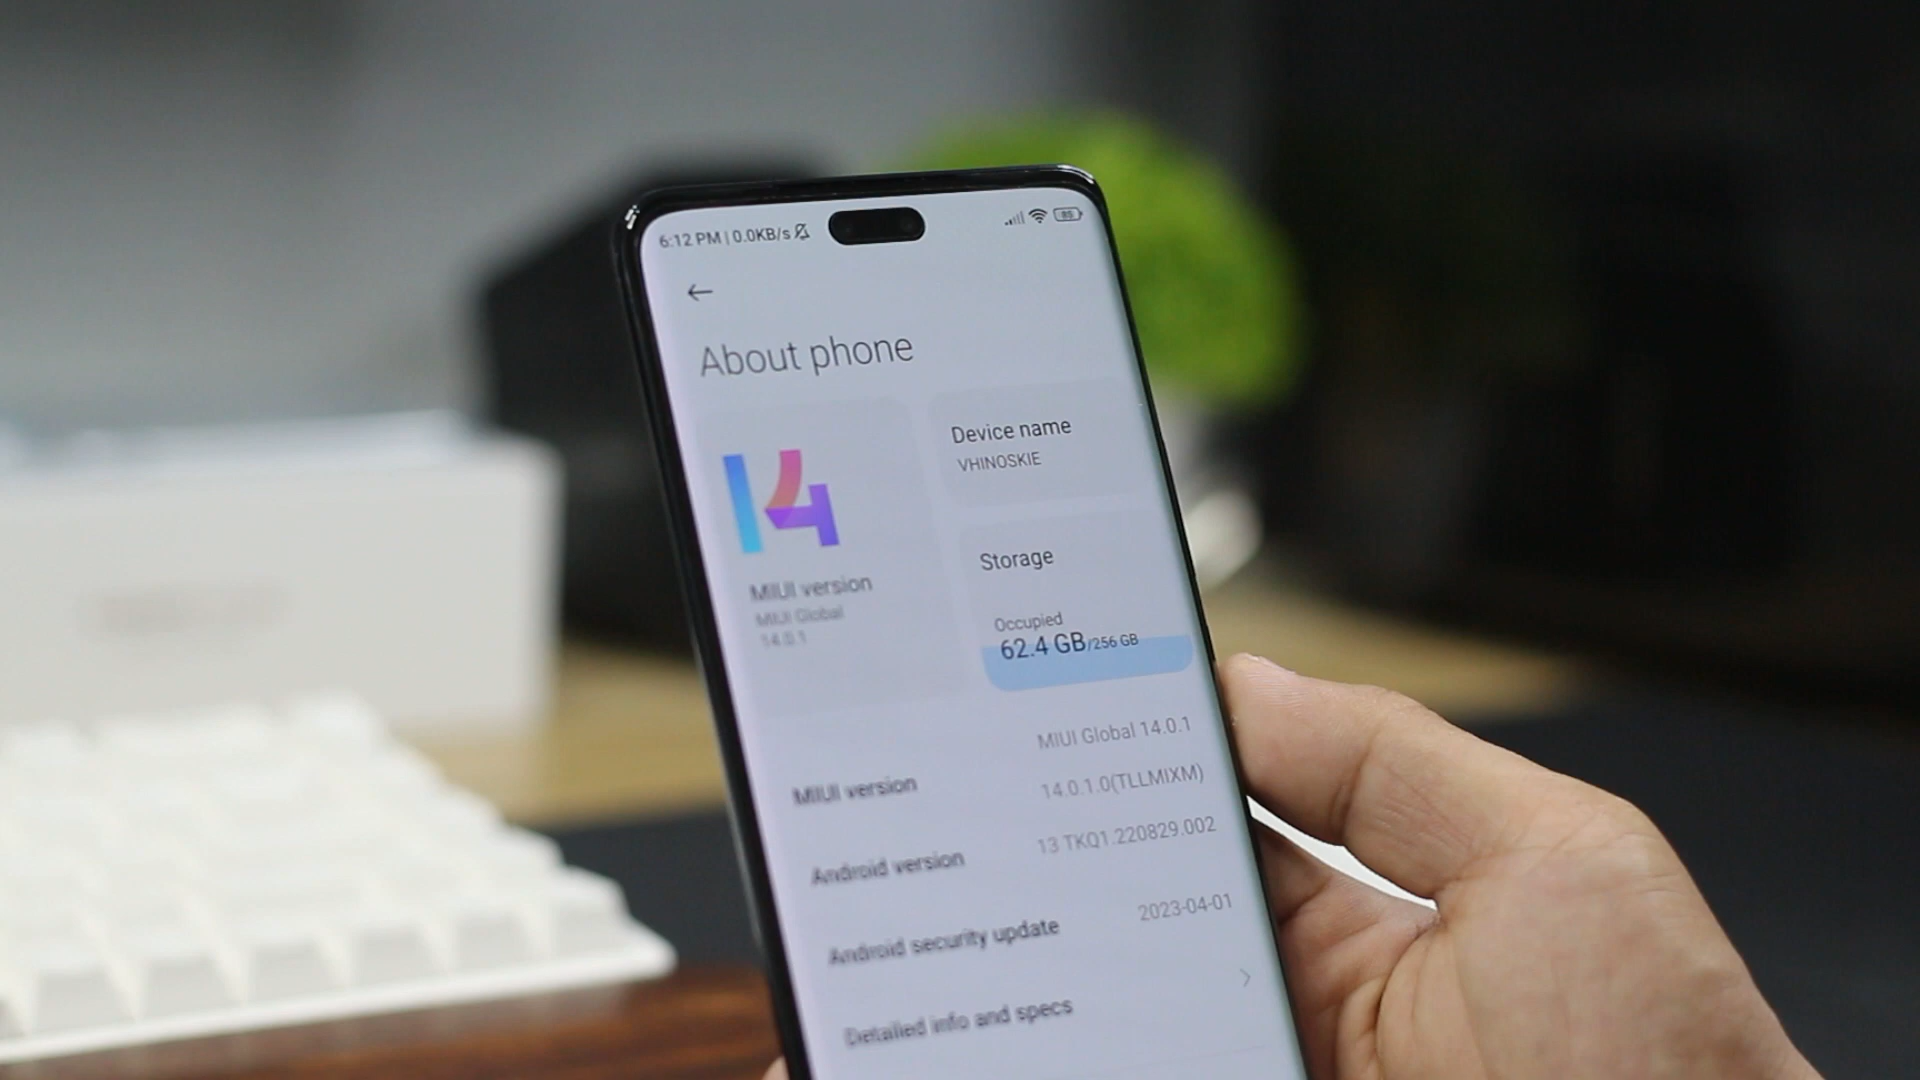 6:12 PM | 0.0KB/s
85
About phone
14
MIUI version
MIUI Global
14.0.1
Device name
VHINOSKIE
Storage
Occupied
62.4 GB/256 GB
MIUI version
MIUI Global 14.0.1
14.0.1.0(TLLMIXM)
Android version
13 TKQ1.220829.002
Android security update
2023-04-01
Detailed info and specs